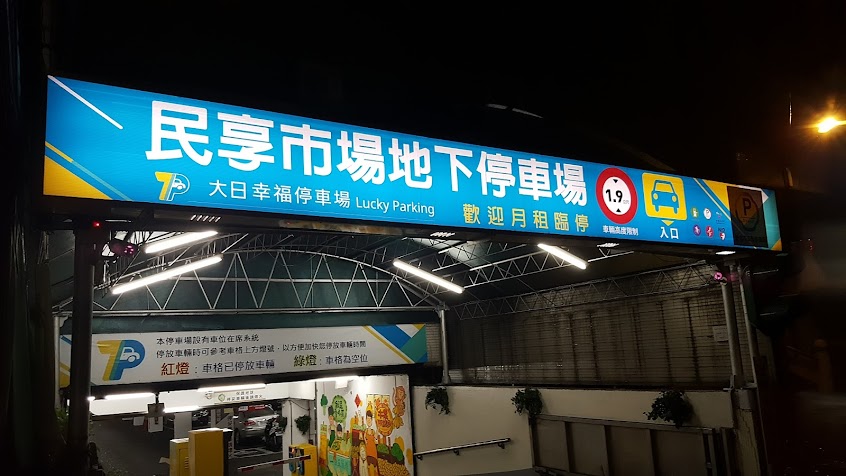 民享市場地下停車場
7P 大日幸福停車場 Lucky Parking
歡迎月租臨停
1.9
車輛高度限制
入口
P
7P
本停車場設有車位在席系統
停放車輛時可參考車格上方燈號，以方便加快您停放車輛時間
紅燈：車格已停放車輛 綠燈：車格為空位